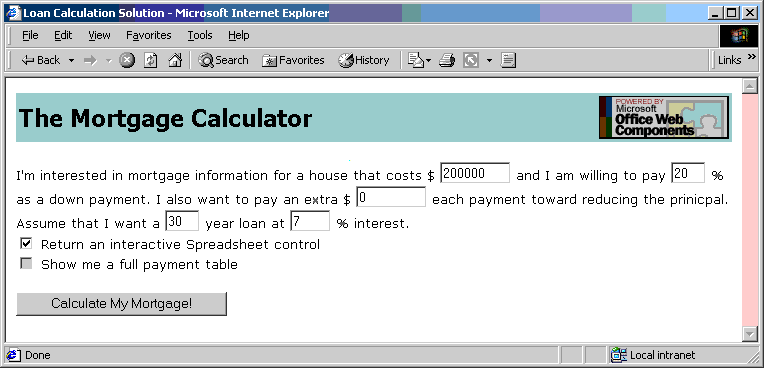 Loan Calculation Solution - Microsoft Internet Explorer
File Edit View Favorites Tools Help
Back Search Favorites History Links »
The Mortgage Calculator
POWERED BY
Microsoft
Office Web
Components
I'm interested in mortgage information for a house that costs $ 200000 and I am willing to pay 20 %
as a down payment. I also want to pay an extra $ 0 each payment toward reducing the prinicpal.
Assume that I want a 30 year loan at 7 % interest.
Return an interactive Spreadsheet control
Show me a full payment table
Calculate My Mortgage!
Done Local intranet